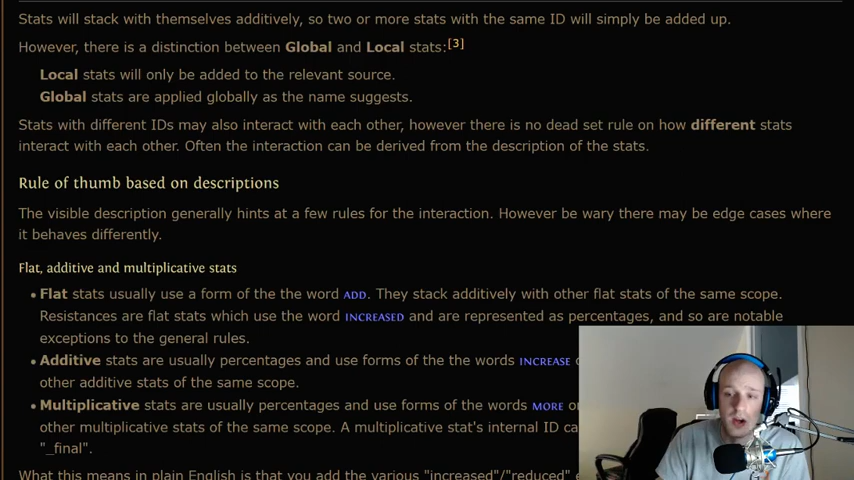 Stats will stack with themselves additively, so two or more stats with the same ID will simply be added up.
However, there is a distinction between Global and Local stats:[3]
Local stats will only be added to the relevant source.
Global stats are applied globally as the name suggests.
Stats with different IDs may also interact with each other, however there is no dead set rule on how different stats
interact with each other. Often the interaction can be derived from the description of the stats.
Rule of thumb based on descriptions
The visible description generally hints at a few rules for the interaction. However be wary there may be edge cases where
it behaves differently.
Flat, additive and multiplicative stats
• Flat stats usually use a form of the the word ADD. They stack additively with other flat stats of the same scope.
Resistances are flat stats which use the word INCREASED and are represented as percentages, and so are notable
exceptions to the general rules.
• Additive stats are usually percentages and use forms of the the words INCREASE
other additive stats of the same scope.
• Multiplicative stats are usually percentages and use forms of the words MORE
other multiplicative stats of the same scope. A multiplicative stat's internal ID
"_final".
What this means in plain English is that you add the various "increased"/"reduced"